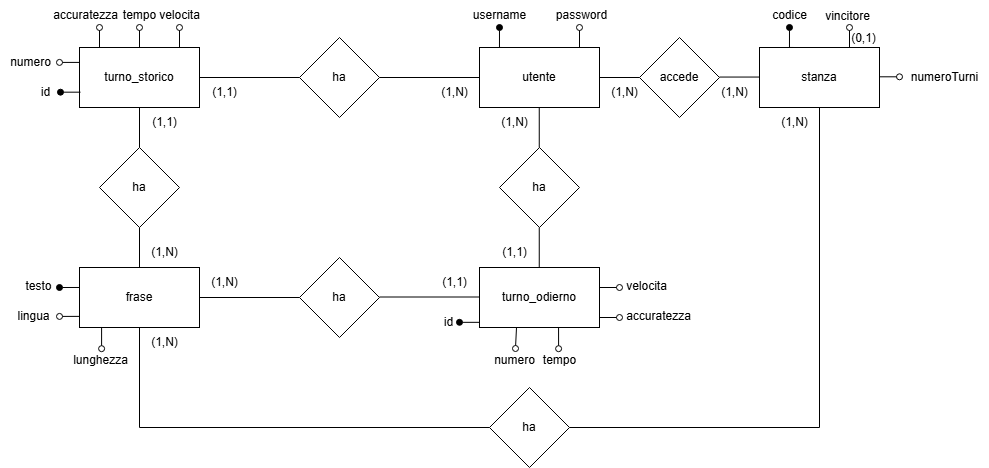 accuratezza tempo velocita
username password
codice vincitore
(0,1)
numero
turno_storico
ha
utente
accede
stanza
numeroTurni
id
(1,1)
(1,N)
(1,N)
(1,N)
(1,1)
(1,N)
(1,N)
ha
ha
(1,N)
(1,1)
testo
frase
(1,N)
ha
(1,1)
turno_odierno
velocita
lingua
id
accuratezza
(1,N)
lunghezza
numero tempo
ha